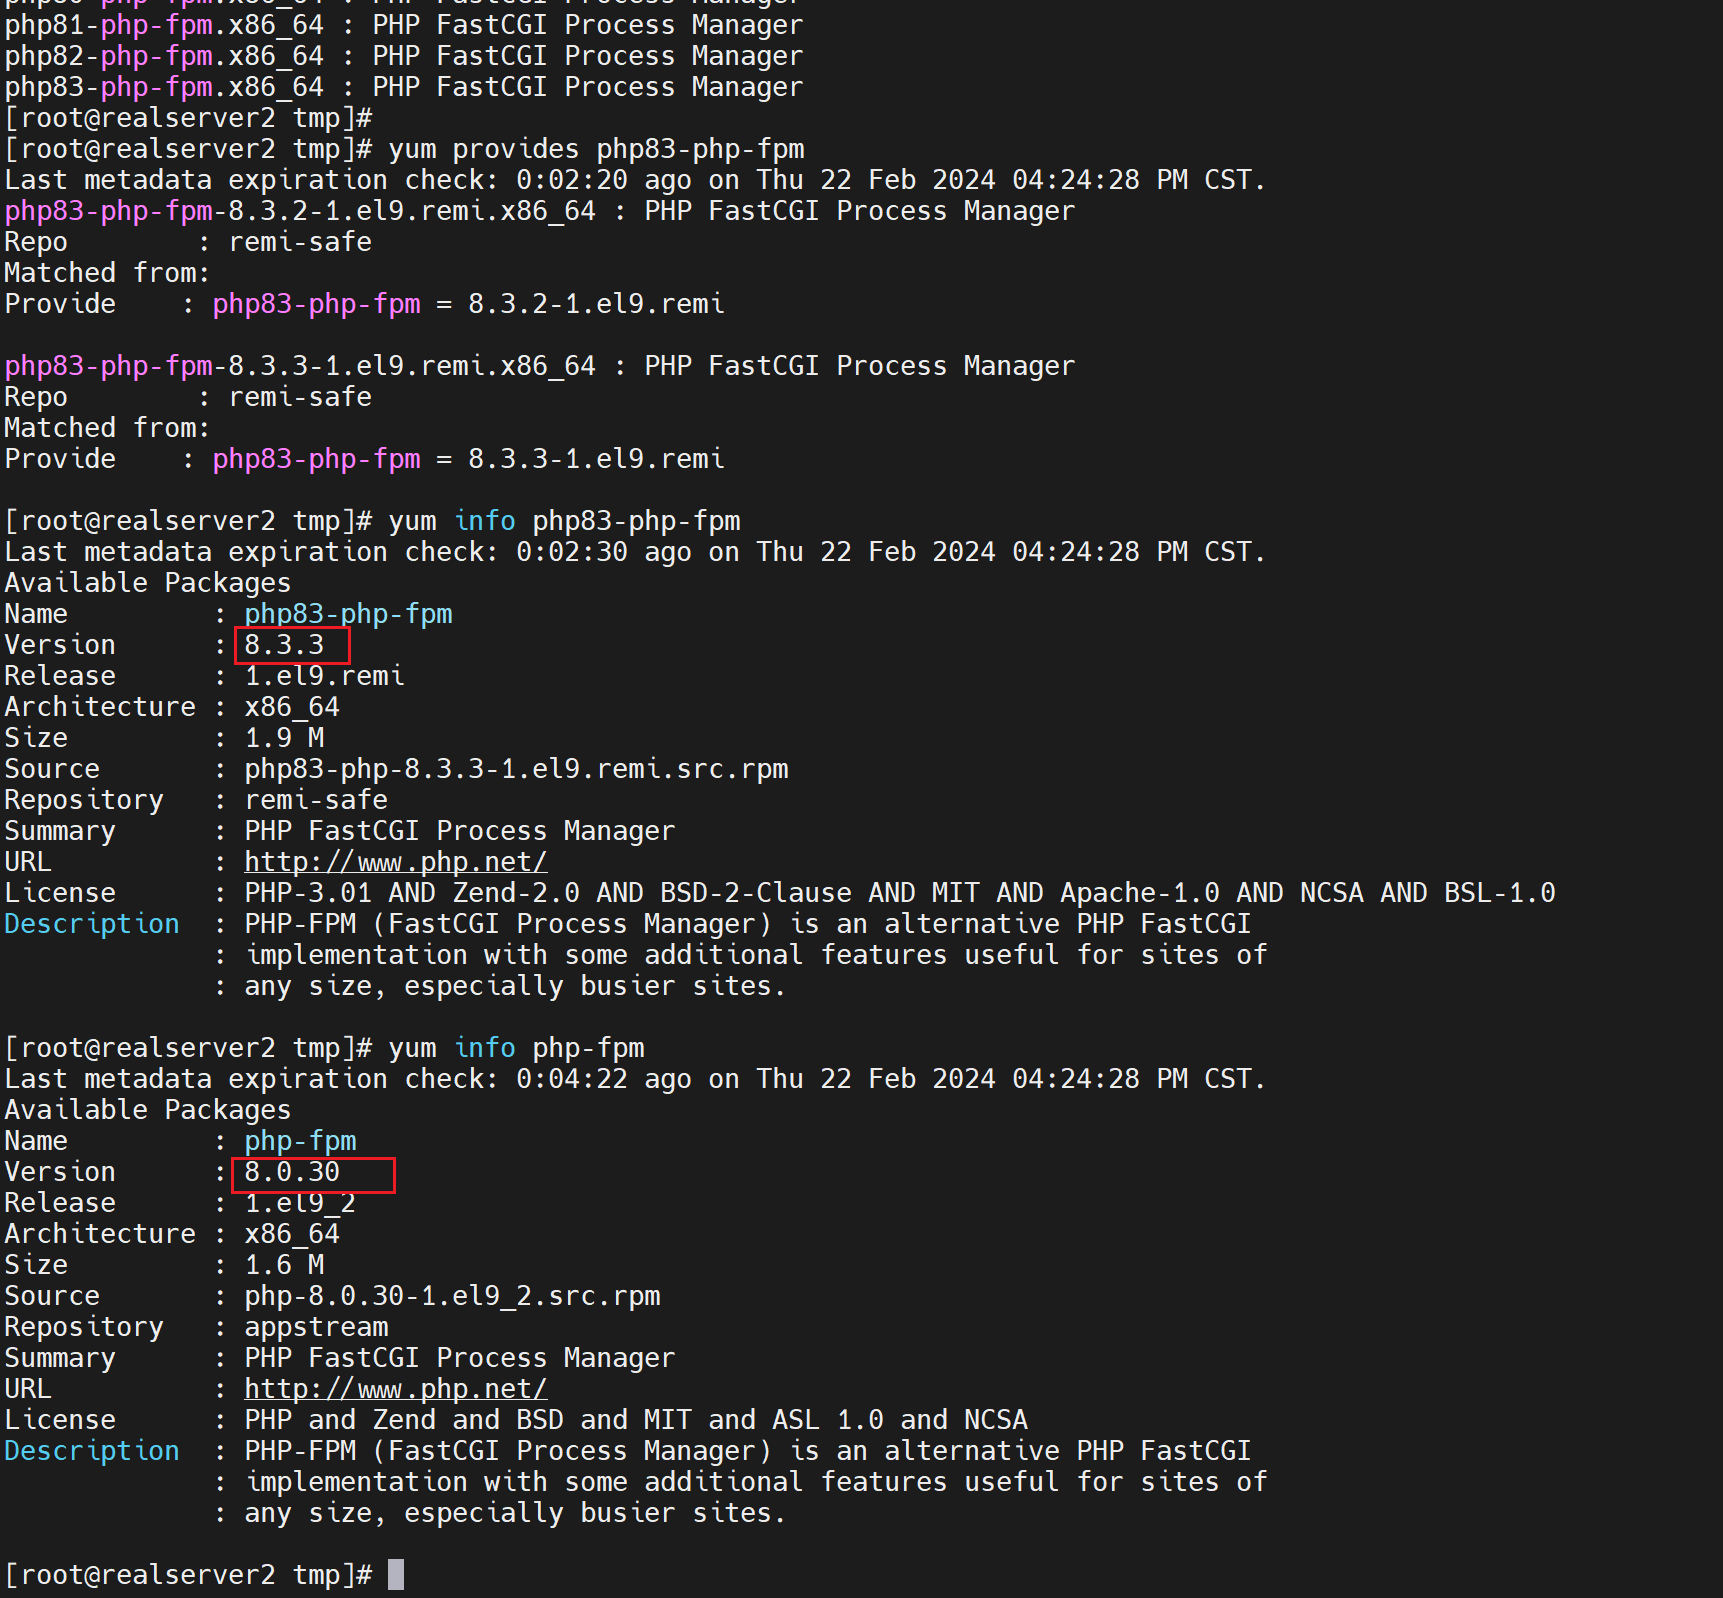 php80-php-fpm.x86_64 : PHP FastCGI Process Manager
php81-php-fpm.x86_64 : PHP FastCGI Process Manager
php82-php-fpm.x86_64 : PHP FastCGI Process Manager
php83-php-fpm.x86_64 : PHP FastCGI Process Manager
[root@realserver2 tmp]#
[root@realserver2 tmp]# yum provides php83-php-fpm
Last metadata expiration check: 0:02:20 ago on Thu 22 Feb 2024 04:24:28 PM CST.
php83-php-fpm-8.3.2-1.el9.remi.x86_64 : PHP FastCGI Process Manager
Repo        : remi-safe
Matched from:
Provide    : php83-php-fpm = 8.3.2-1.el9.remi

php83-php-fpm-8.3.3-1.el9.remi.x86_64 : PHP FastCGI Process Manager
Repo        : remi-safe
Matched from:
Provide    : php83-php-fpm = 8.3.3-1.el9.remi

[root@realserver2 tmp]# yum info php83-php-fpm
Last metadata expiration check: 0:02:30 ago on Thu 22 Feb 2024 04:24:28 PM CST.
Available Packages
Name         : php83-php-fpm
Version      : 8.3.3
Release      : 1.el9.remi
Architecture : x86_64
Size         : 1.9 M
Source       : php83-php-8.3.3-1.el9.remi.src.rpm
Repository   : remi-safe
Summary      : PHP FastCGI Process Manager
URL          : http://www.php.net/
License      : PHP-3.01 AND Zend-2.0 AND BSD-2-Clause AND MIT AND Apache-1.0 AND NCSA AND BSL-1.0
Description  : PHP-FPM (FastCGI Process Manager) is an alternative PHP FastCGI
             : implementation with some additional features useful for sites of
             : any size, especially busier sites.

[root@realserver2 tmp]# yum info php-fpm
Last metadata expiration check: 0:04:22 ago on Thu 22 Feb 2024 04:24:28 PM CST.
Available Packages
Name         : php-fpm
Version      : 8.0.30
Release      : 1.el9_2
Architecture : x86_64
Size         : 1.6 M
Source       : php-8.0.30-1.el9_2.src.rpm
Repository   : appstream
Summary      : PHP FastCGI Process Manager
URL          : http://www.php.net/
License      : PHP and Zend and BSD and MIT and ASL 1.0 and NCSA
Description  : PHP-FPM (FastCGI Process Manager) is an alternative PHP FastCGI
             : implementation with some additional features useful for sites of
             : any size, especially busier sites.

[root@realserver2 tmp]#